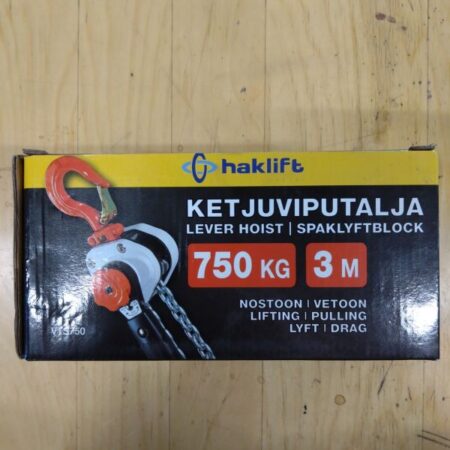 haklift
KETJUVIPUTALJA
LEVER HOIST | SPAKLYFTBLOCK
750 KG 3 M
NOSTOON | VETOON
LIFTING | PULLING
LYFT | DRAG